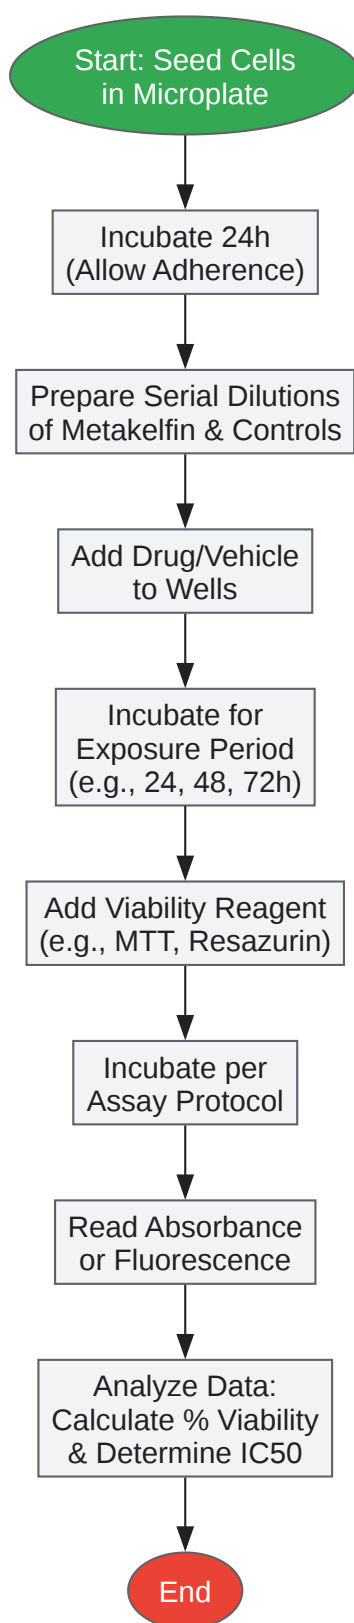 Start: Seed Cells
in Microplate
Incubate 24h
(Allow Adherence)
Prepare Serial Dilutions
of Metakelfin & Controls
Add Drug/Vehicle
to Wells
Incubate for
Exposure Period
(e.g., 24, 48, 72h)
Add Viability Reagent
(e.g., MTT, Resazurin)
Incubate per
Assay Protocol
Read Absorbance
or Fluorescence
Analyze Data:
Calculate % Viability
& Determine IC50
End